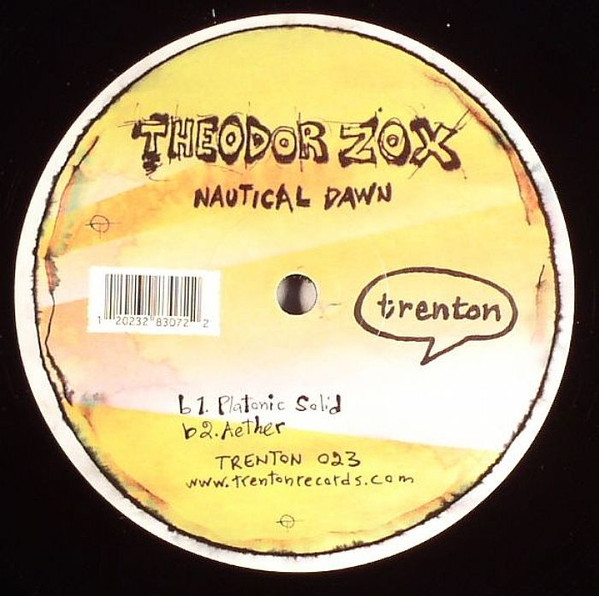 THEODOR ZOX
NAUTICAL DAWN
1 20232 83072 2
trenton
b1. Platonic Solid
b2. Aether
TRENTON 023
www.trentonrecords.com